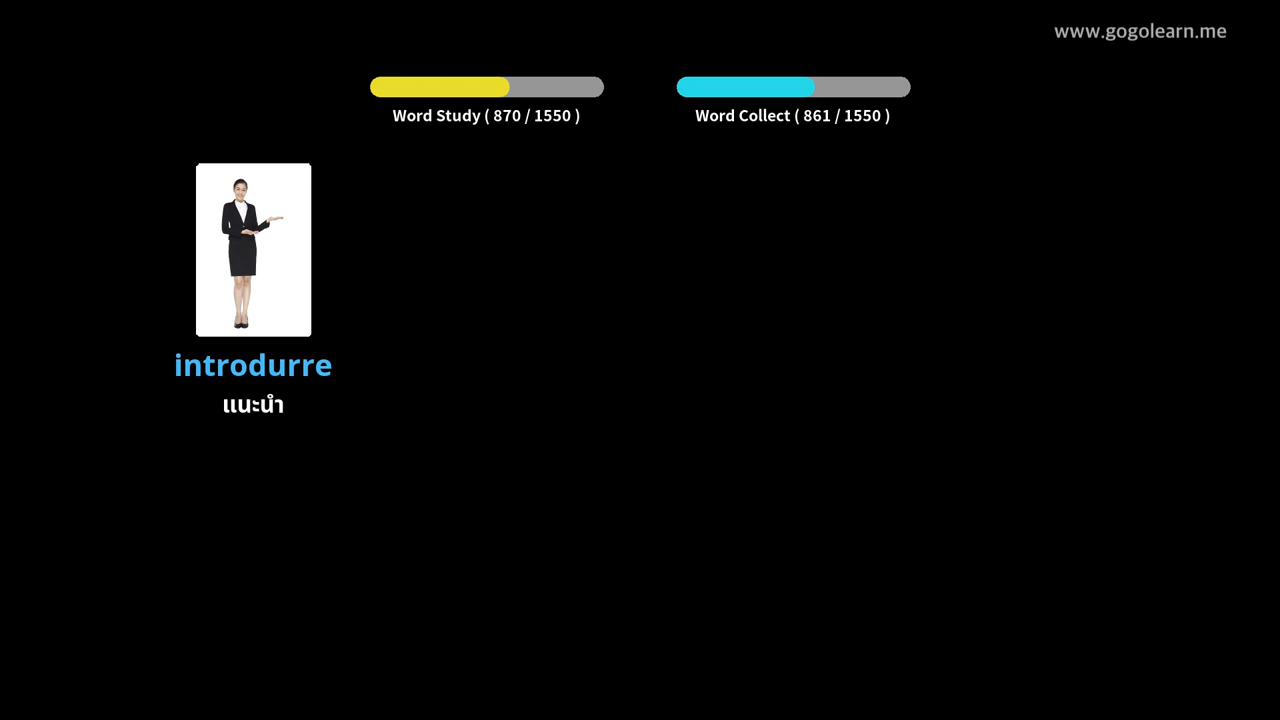 www.gogolearn.me
Word Study ( 870 / 1550 )
Word Collect ( 861 / 1550 )
introdurre
แนะนำ